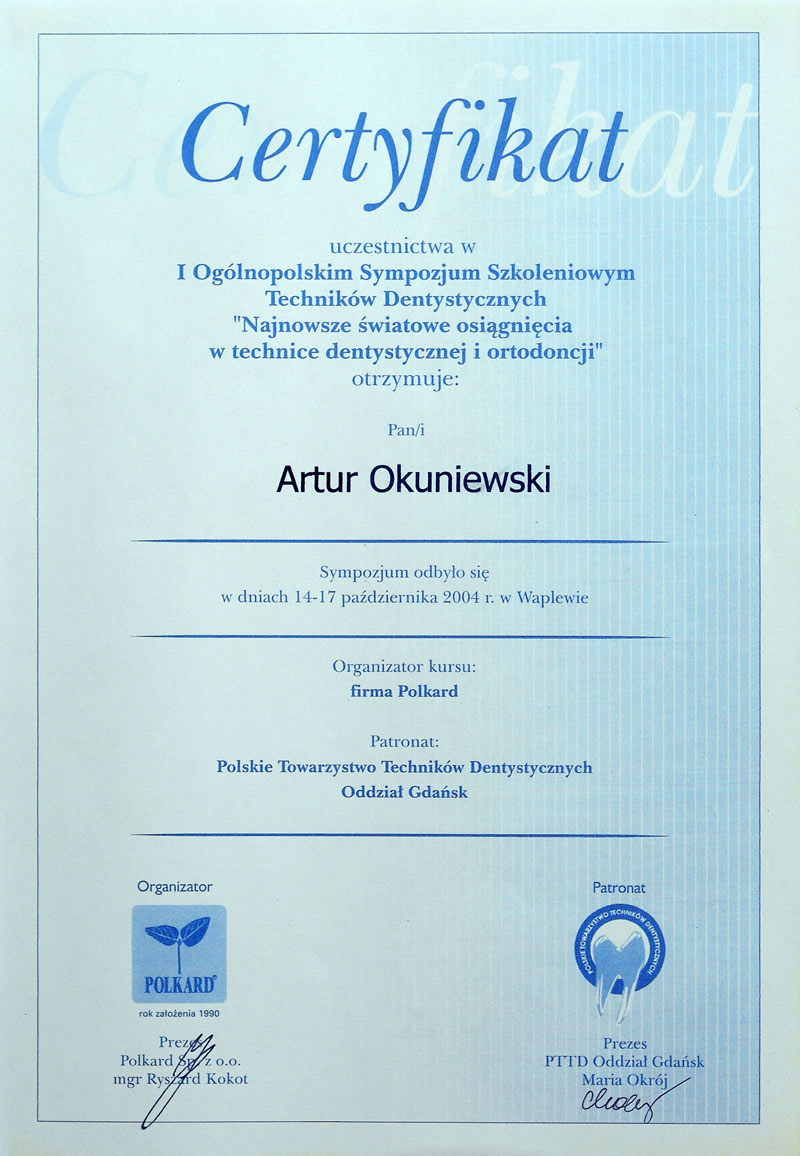 Certyfikat
uczestnictwa w
I Ogólnopolskim Sympozjum Szkoleniowym
Techników Dentystycznych
"Najnowsze światowe osiągnięcia
w technice dentystycznej i ortodoncji"
otrzymuje:
Pan/i
Artur Okuniewski
Sympozjum odbyło się
w dniach 14-17 października 2004 r. w Waplewie
Organizator kursu:
firma Polkard
Patronat:
Polskie Towarzystwo Techników Dentystycznych
Oddział Gdańsk
Organizator
POLKARD®
rok założenia 1990
Prezes
Polkard Sp. z o.o.
mgr Ryszard Kokot
Patronat
POLSKIE TOWARZYSTWO TECHNIKÓW DENTYSTYCZNYCH
Prezes
PTTD Oddział Gdańsk
Maria Okrój